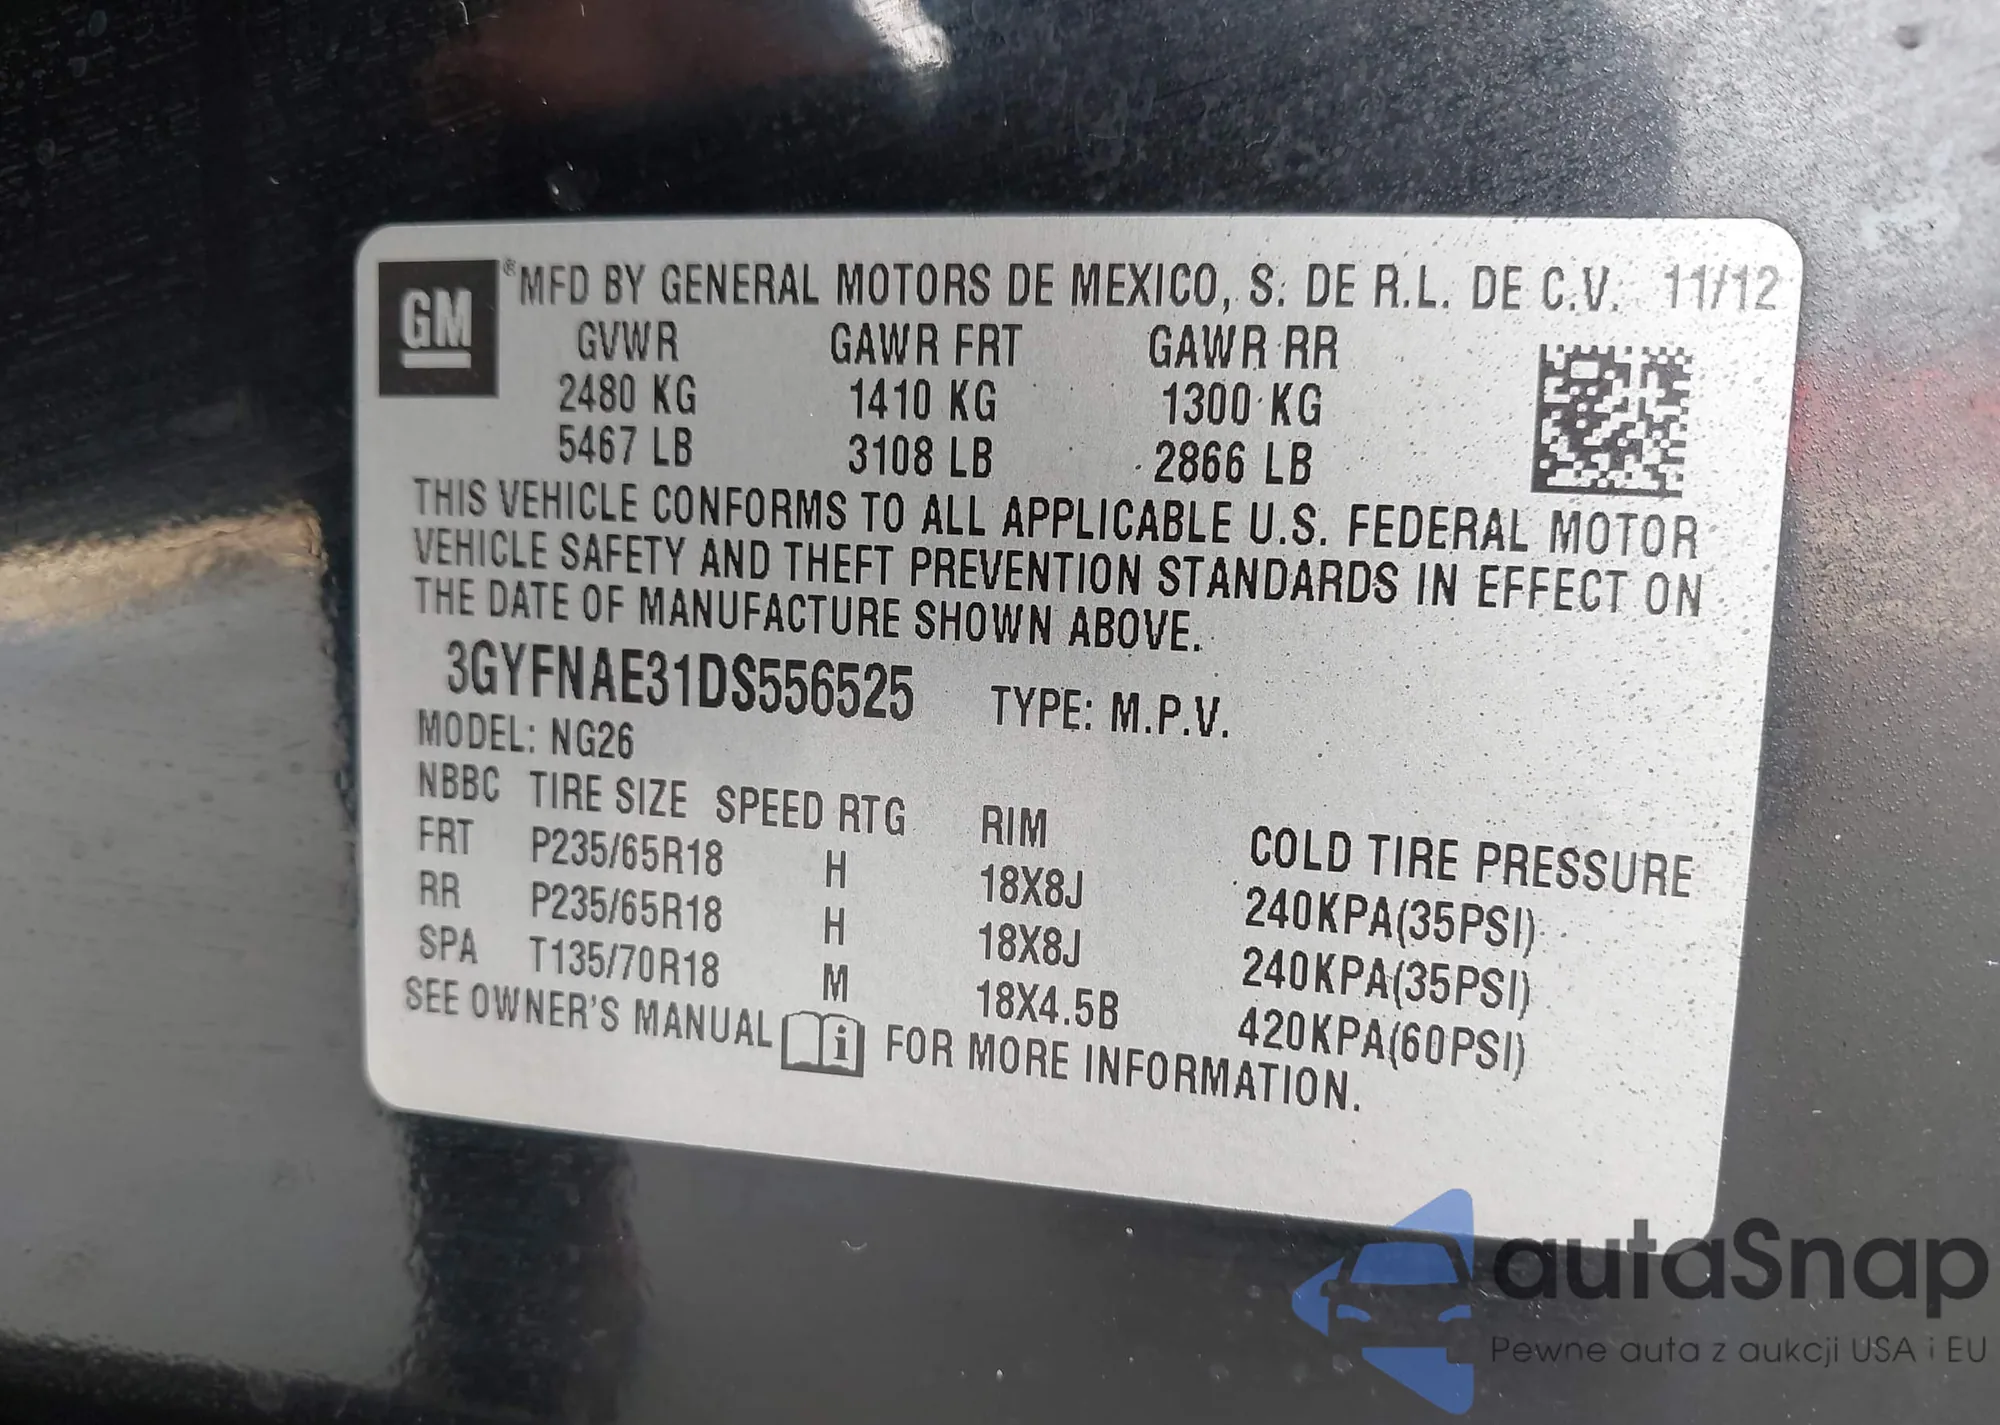 GM
®MFD BY GENERAL MOTORS DE MEXICO, S. DE R.L. DE C.V. 11/12
GVWR GAWR FRT GAWR RR
2480 KG 1410 KG 1300 KG
5467 LB 3108 LB 2866 LB
THIS VEHICLE CONFORMS TO ALL APPLICABLE U.S. FEDERAL MOTOR
VEHICLE SAFETY AND THEFT PREVENTION STANDARDS IN EFFECT ON
THE DATE OF MANUFACTURE SHOWN ABOVE.
3GYFNAE31DS556525 TYPE: M.P.V.
MODEL: NG26
NBBC TIRE SIZE SPEED RTG RIM COLD TIRE PRESSURE
FRT P235/65R18 H 18X8J 240KPA(35PSI)
RR P235/65R18 H 18X8J 240KPA(35PSI)
SPA T135/70R18 M 18X4.5B 420KPA(60PSI)
SEE OWNER'S MANUAL i FOR MORE INFORMATION.
autaSnap
Pewne auta z aukcji USA i EU